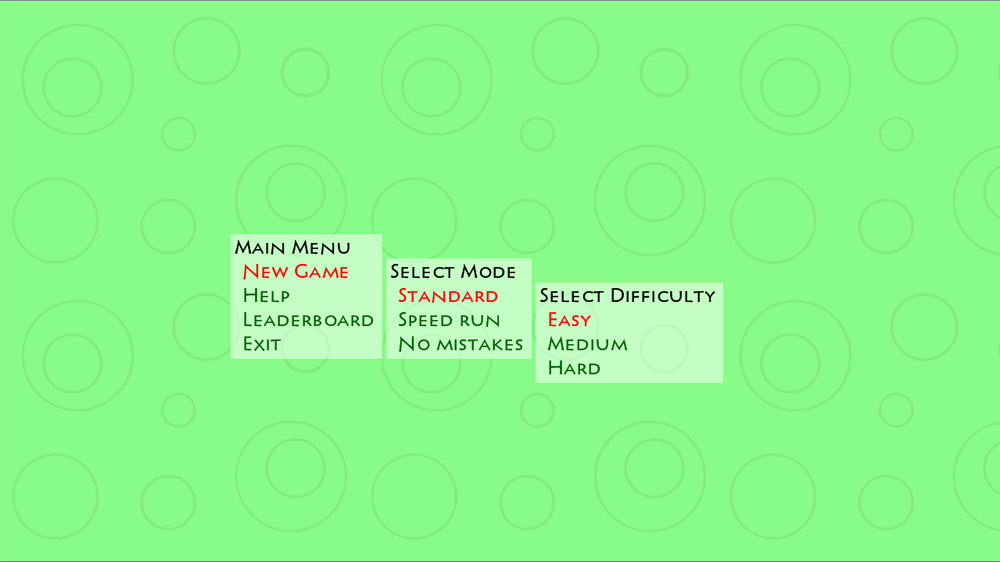 Main Menu
New Game
Help
Leaderboard
Exit
Select Mode
Standard
Speed run
No mistakes
Select Difficulty
Easy
Medium
Hard